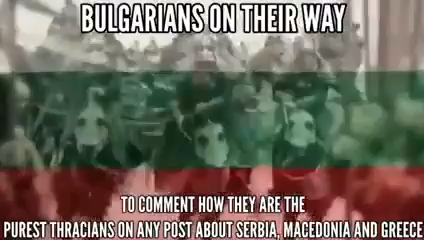 BULGARIANS ON THEIR WAY
TO COMMENT HOW THEY ARE THE
PUREST THRACIANS ON ANY POST ABOUT SERBIA, MACEDONIA AND GREECE